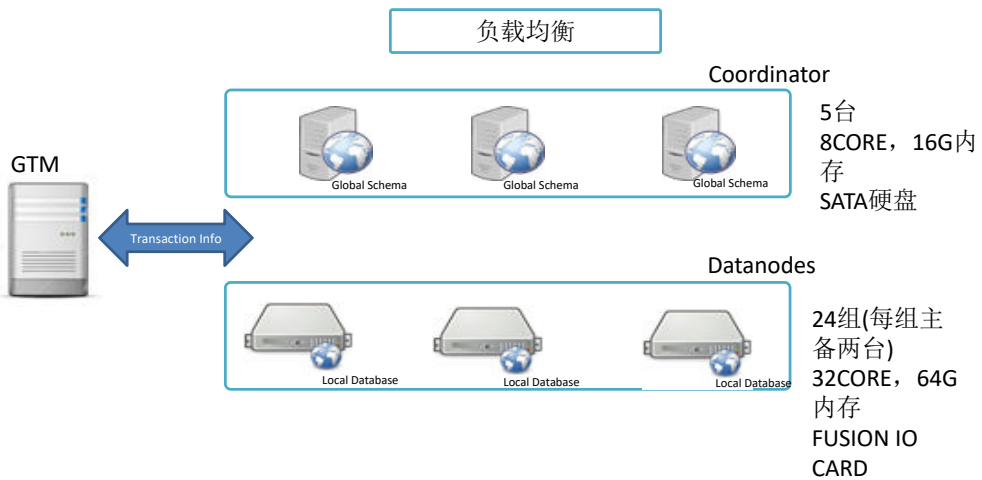 负载均衡
Coordinator
Global Schema
Global Schema
Global Schema
5台
8CORE，16G内
存
SATA硬盘
GTM
Transaction Info
Datanodes
Local Database
Local Database
Local Database
24组(每组主
备两台)
32CORE，64G
内存
FUSION IO
CARD